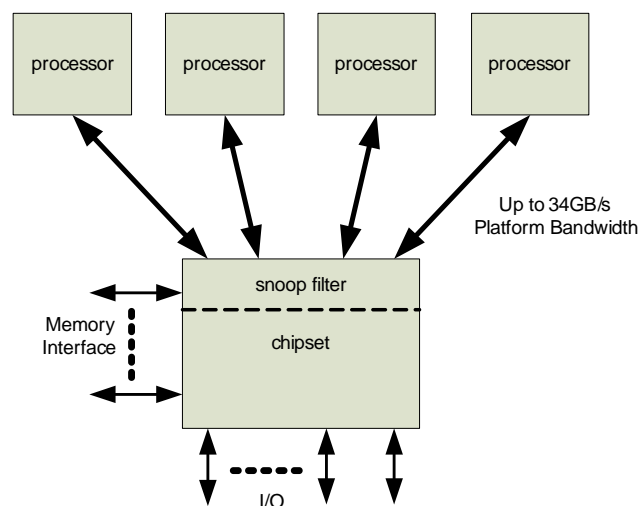 processor
processor
processor
processor
Up to 34GB/s
Platform Bandwidth
snoop filter
chipset
Memory
Interface
I/O